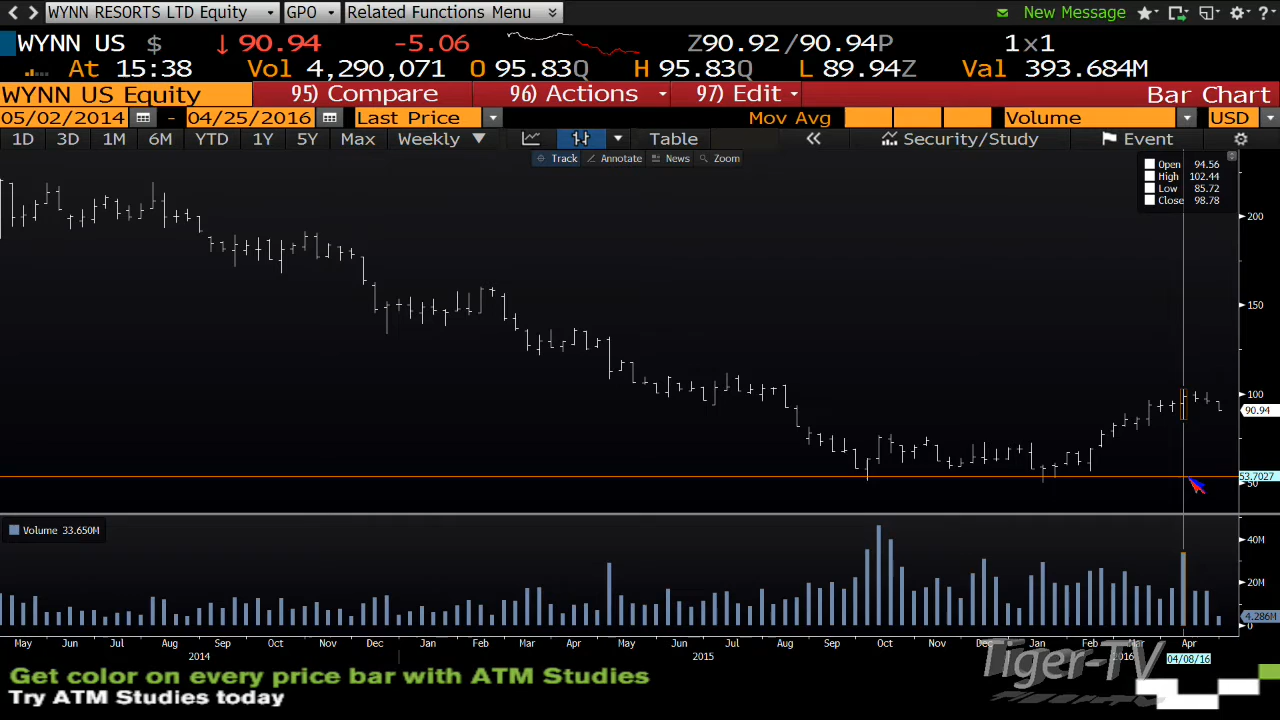 WYNN RESORTS LTD Equity GPO Related Functions Menu New Message
WYNN US $ ↓ 90.94 -5.06 Z90.92/90.94P 1×1
At 15:38 Vol 4,290,071 O 95.83Q H 95.83Q L 89.94Z Val 393.684M
WYNN US Equity 95) Compare 96) Actions 97) Edit Bar Chart
05/02/2014 - 04/25/2016 Last Price Mov Avg Volume USD
1D 3D 1M 6M YTD 1Y 5Y Max Weekly ▼ Table « Security/Study Event
Track Annotate News Zoom
Open 94.56
High 102.44
Low 85.72
Close 98.78
200
150
100
90.94
53.7027
50
Volume 33.650M
40M
20M
4.286M
0
May Jun Jul Aug Sep Oct Nov Dec Jan Feb Mar Apr May Jun Jul Aug Sep Oct Nov Dec Jan Feb Mar Apr
2014 2015 2016 04/08/16
Tiger-TV
Get color on every price bar with ATM Studies
Try ATM Studies today